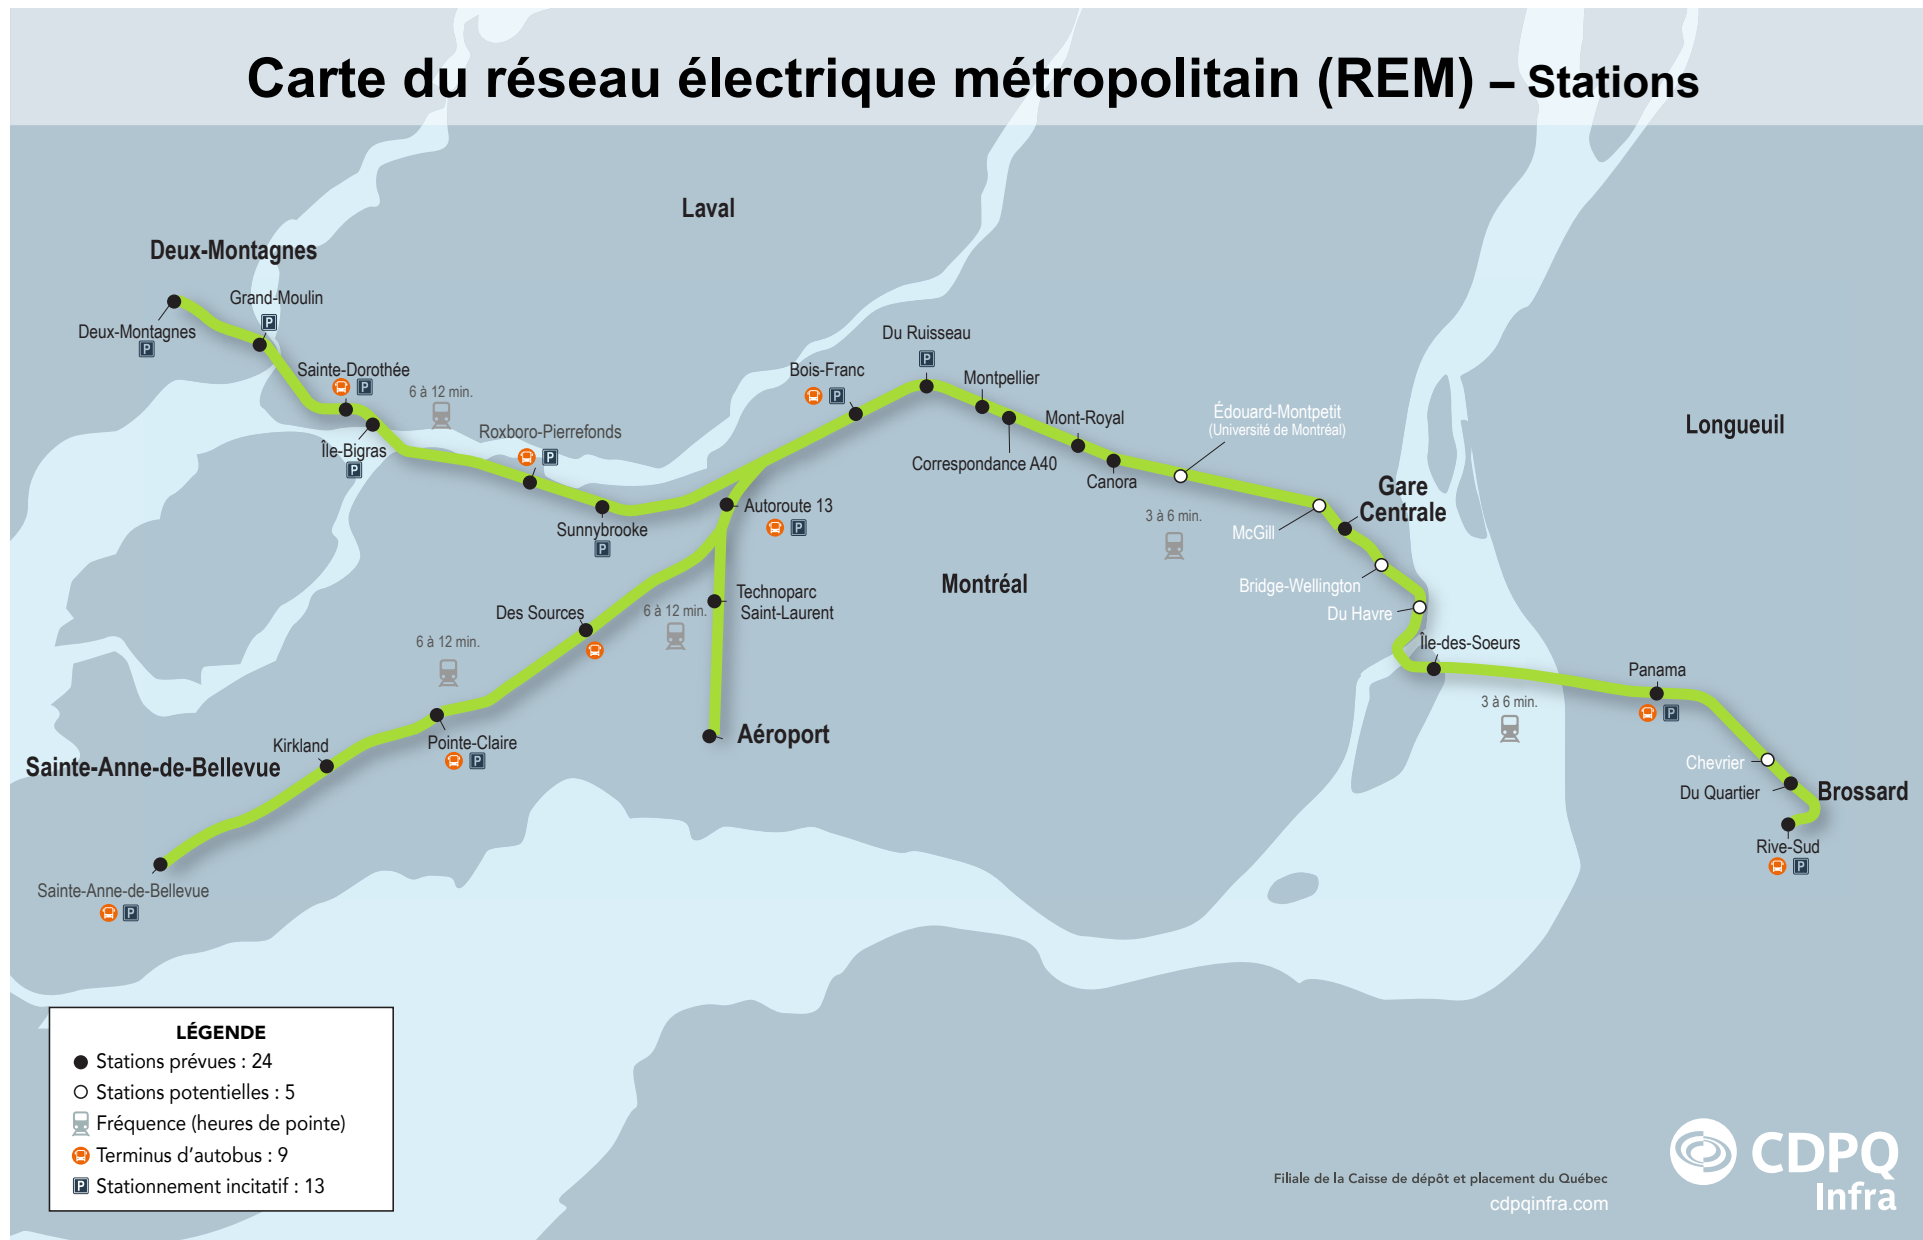 Carte du réseau électrique métropolitain (REM) – Stations
Laval
Deux-Montagnes
Grand-Moulin
Deux-Montagnes
P
P
Sainte-Dorothée
P
6 à 12 min.
Île-Bigras
P
Roxboro-Pierrefonds
P
Sunnybrooke
P
Bois-Franc
P
Du Ruisseau
P
Montpellier
Correspondance A40
Mont-Royal
Canora
Édouard-Montpetit
(Université de Montréal)
3 à 6 min.
McGill
Gare
Centrale
Bridge-Wellington
Du Havre
Île-des-Soeurs
Longueuil
Montréal
Autoroute 13
P
Technoparc
Saint-Laurent
6 à 12 min.
Aéroport
Des Sources
6 à 12 min.
Pointe-Claire
P
Kirkland
Sainte-Anne-de-Bellevue
Sainte-Anne-de-Bellevue
P
3 à 6 min.
Panama
P
Chevrier
Du Quartier
Brossard
Rive-Sud
P
LÉGENDE
Stations prévues : 24
Stations potentielles : 5
Fréquence (heures de pointe)
Terminus d'autobus : 9
P Stationnement incitatif : 13
Filiale de la Caisse de dépôt et placement du Québec
cdpqinfra.com
CDPQ
Infra